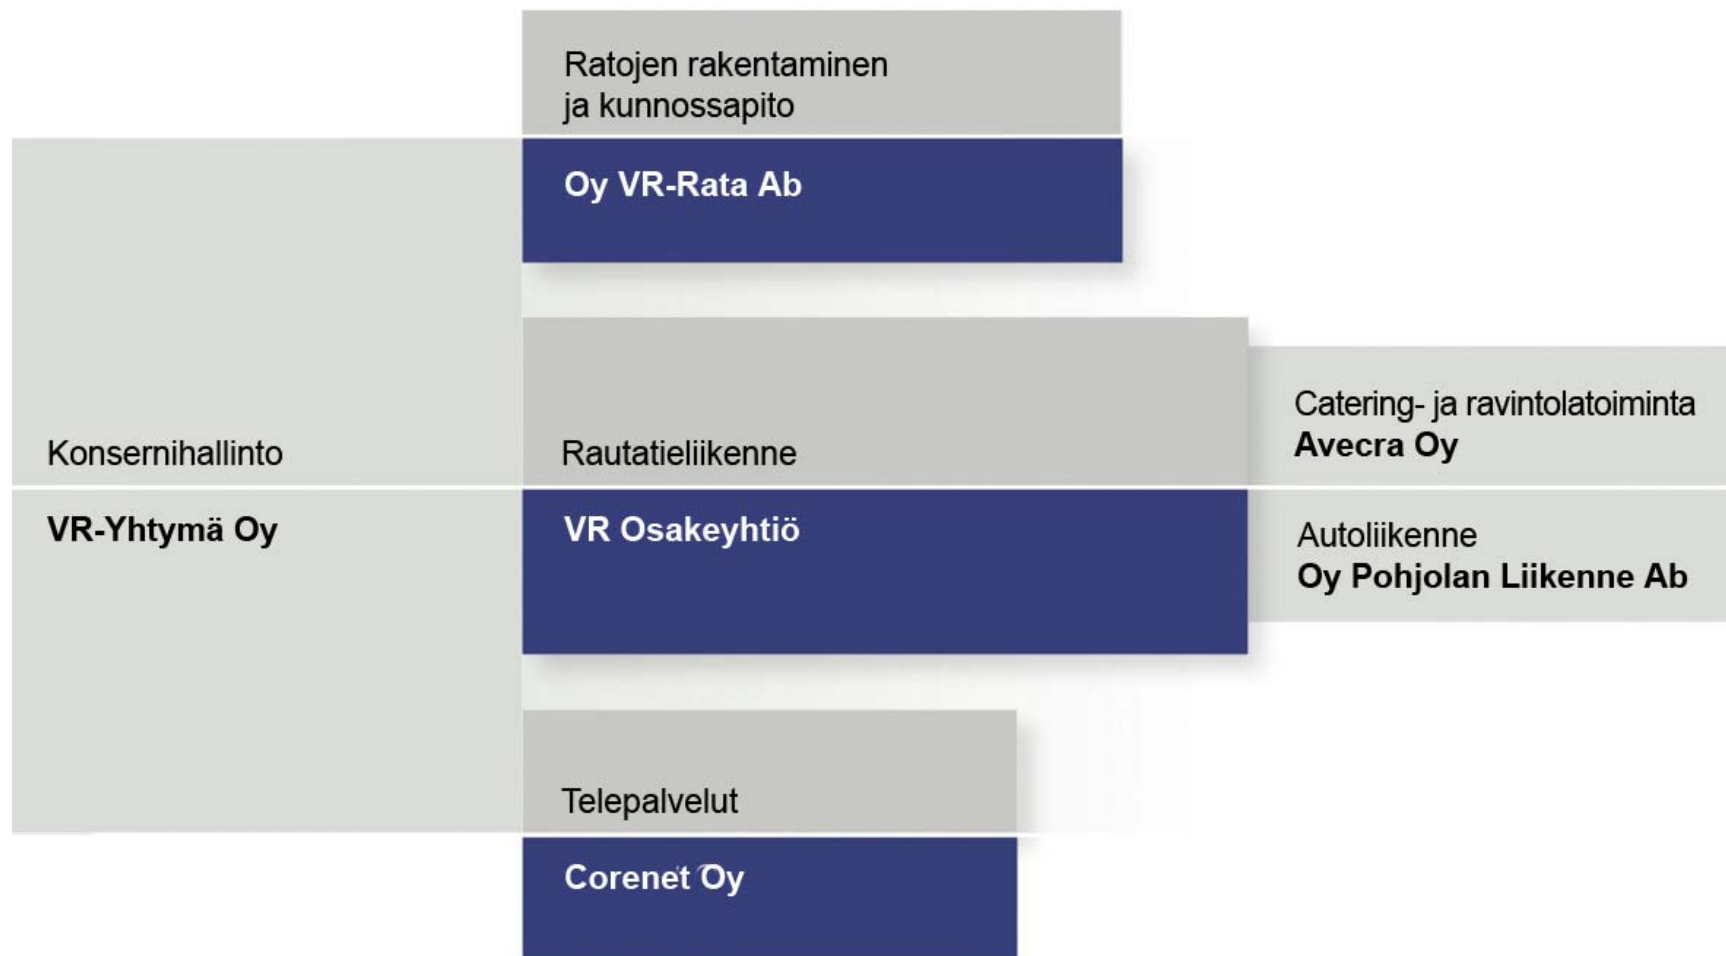 Ratojen rakentaminen
ja kunnossapito
Oy VR-Rata Ab
Konsernihallinto
VR-Yhtymä Oy
Rautatieliikenne
VR Osakeyhtiö
Catering- ja ravintolatoiminta
Avecra Oy
Autoliikenne
Oy Pohjolan Liikenne Ab
Telepalvelut
Corenet Oy